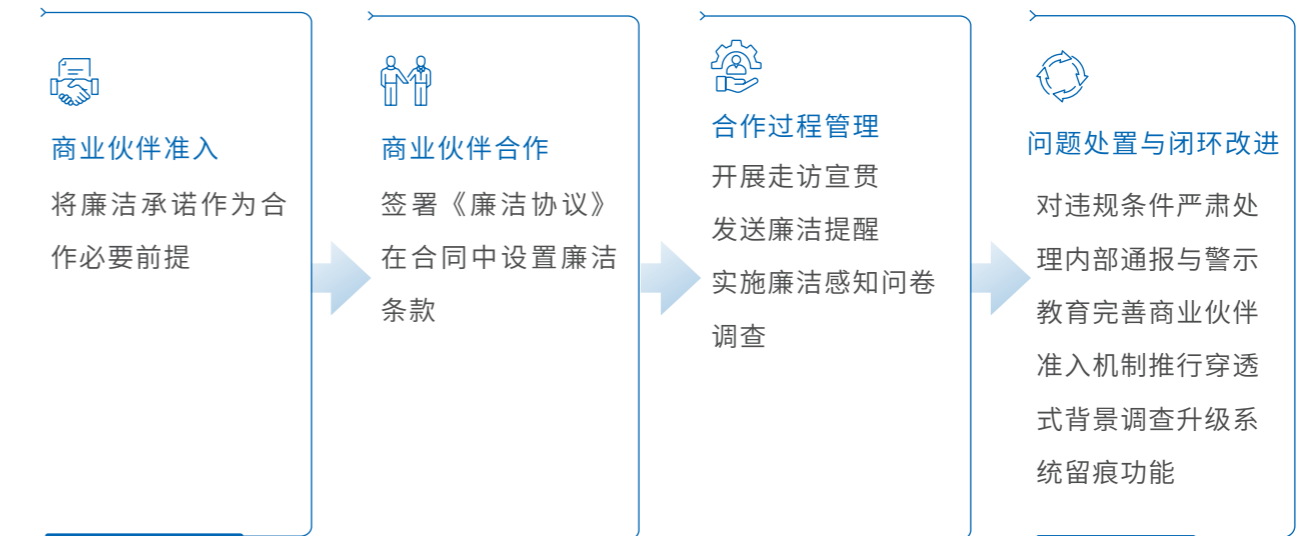 商业伙伴准入
将廉洁承诺作为合
作必要前提
商业伙伴合作
签署《廉洁协议》
在合同中设置廉洁
条款
合作过程管理
开展走访宣贯
发送廉洁提醒
实施廉洁感知问卷
调查
问题处置与闭环改进
对违规条件严肃处
理内部通报与警示
教育完善商业伙伴
准入机制推行穿透
式背景调查升级系
统留痕功能